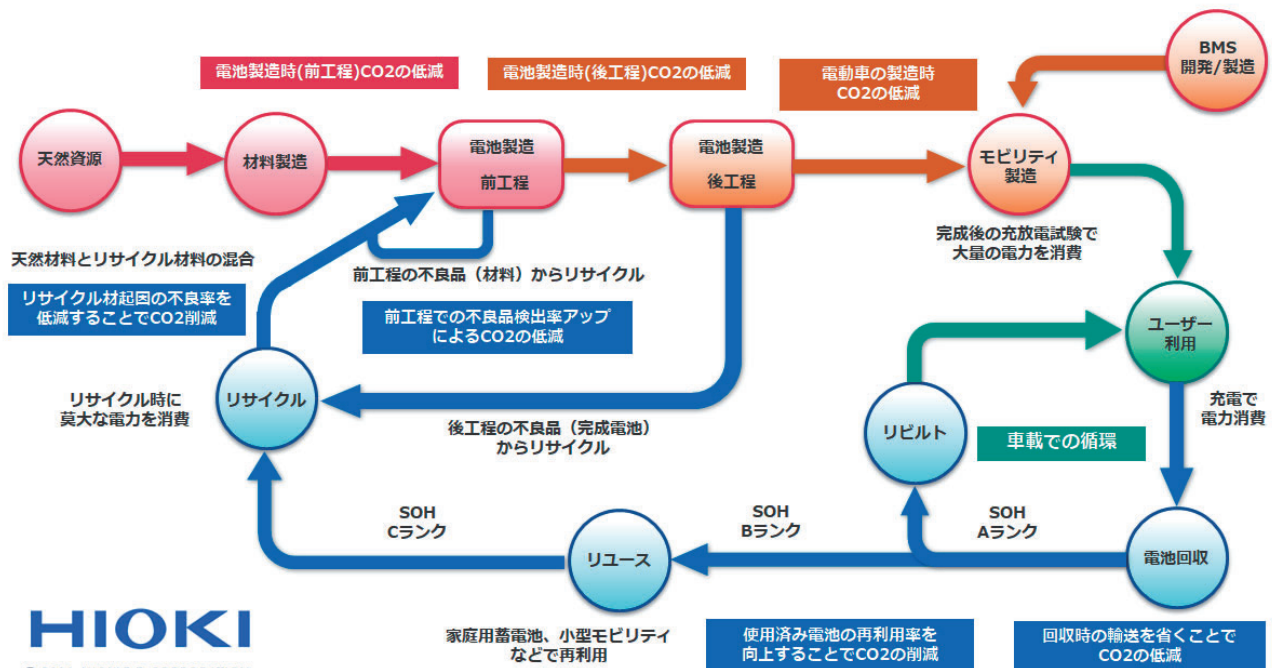 電池製造時(前工程)CO2の低減
電池製造時(後工程)CO2の低減
電動車の製造時
CO2の低減
BMS
開発/製造
天然資源
材料製造
電池製造
前工程
電池製造
後工程
モビリティ
製造
完成後の充放電試験で
大量の電力を消費
天然材料とリサイクル材料の混合
前工程の不良品（材料）からリサイクル
リサイクル材起因の不良率を
低減することでCO2削減
前工程での不良品検出率アップ
によるCO2の低減
ユーザー
利用
リサイクル時に
莫大な電力を消費
リサイクル
後工程の不良品（完成電池）
からリサイクル
リビルト
車載での循環
充電で
電力消費
SOH
Cランク
リユース
SOH
Bランク
SOH
Aランク
電池回収
HIOKI
家庭用蓄電池、小型モビリティ
などで再利用
使用済み電池の再利用率を
向上することでCO2の削減
回収時の輸送を省くことで
CO2の低減